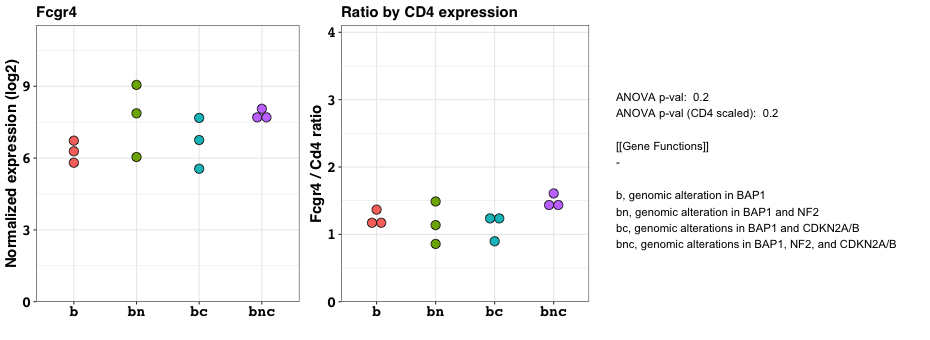 Fcgr4
Normalized expression (log2)
9
6
3
0
b
bn
bc
bnc
Ratio by CD4 expression
Fcgr4 / Cd4 ratio
4
3
2
1
0
b
bn
bc
bnc
ANOVA p-val:  0.2
ANOVA p-val (CD4 scaled):  0.2
[[Gene Functions]]
-
b, genomic alteration in BAP1
bn, genomic alteration in BAP1 and NF2
bc, genomic alterations in BAP1 and CDKN2A/B
bnc, genomic alterations in BAP1, NF2, and CDKN2A/B